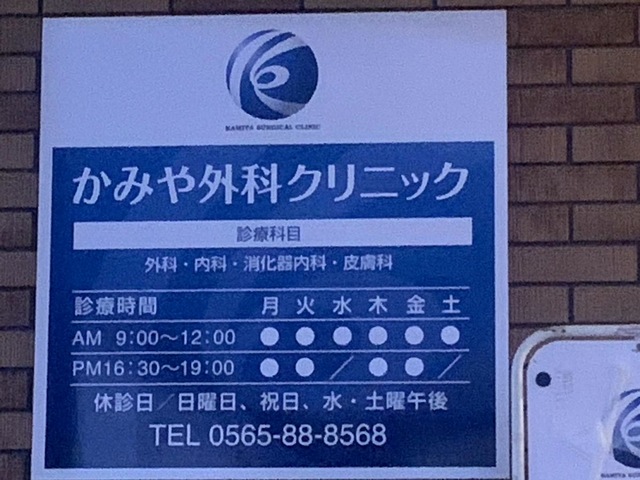 KAMIYA SURGICAL CLINIC
かみや外科クリニック
診療科目
外科・内科・消化器内科・皮膚科
診療時間 月 火 水 木 金 土
AM 9:00〜12:00 ● ● ● ● ● ●
PM16:30〜19:00 ● ● ／ ● ● ／
休診日／日曜日、祝日、水・土曜午後
TEL 0565-88-8568